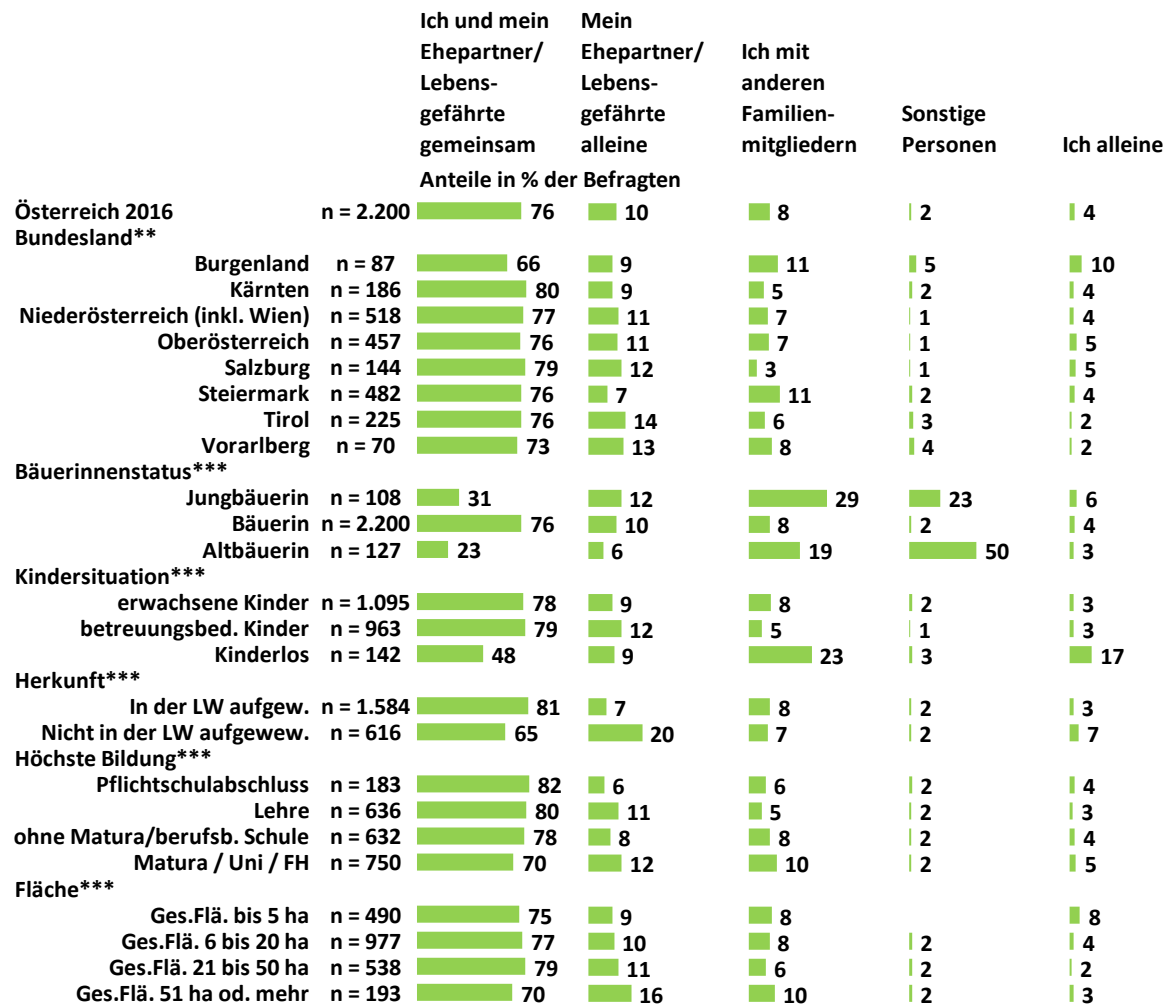 Ich und mein Ehepartner/ Lebens- gefährte gemeinsam
Mein Ehepartner/ Lebens- gefährte alleine
Ich mit anderen Familien- mitgliedern
Sonstige Personen
Ich alleine
Anteile in % der Befragten
Österreich 2016 n = 2.200 76 10 8 2 4
Bundesland**
Burgenland n = 87 66 9 11 5 10
Kärnten n = 186 80 9 5 2 4
Niederösterreich (inkl. Wien) n = 518 77 11 7 1 4
Oberösterreich n = 457 76 11 7 1 5
Salzburg n = 144 79 12 3 1 5
Steiermark n = 482 76 7 11 2 4
Tirol n = 225 76 14 6 3 2
Vorarlberg n = 70 73 13 8 4 2
Bäuerinnenstatus***
Jungbäuerin n = 108 31 12 29 23 6
Bäuerin n = 2.200 76 10 8 2 4
Altbäuerin n = 127 23 6 19 50 3
Kindersituation***
erwachsene Kinder n = 1.095 78 9 8 2 3
betreuungsbed. Kinder n = 963 79 12 5 1 3
Kinderlos n = 142 48 9 23 3 17
Herkunft***
In der LW aufgew. n = 1.584 81 7 8 2 3
Nicht in der LW aufgewew. n = 616 65 20 7 2 7
Höchste Bildung***
Pflichtschulabschluss n = 183 82 6 6 2 4
Lehre n = 636 80 11 5 2 3
ohne Matura/berufsb. Schule n = 632 78 8 8 2 4
Matura / Uni / FH n = 750 70 12 10 2 5
Fläche***
Ges.Flä. bis 5 ha n = 490 75 9 8 8
Ges.Flä. 6 bis 20 ha n = 977 77 10 8 2 4
Ges.Flä. 21 bis 50 ha n = 538 79 11 6 2 2
Ges.Flä. 51 ha od. mehr n = 193 70 16 10 2 3